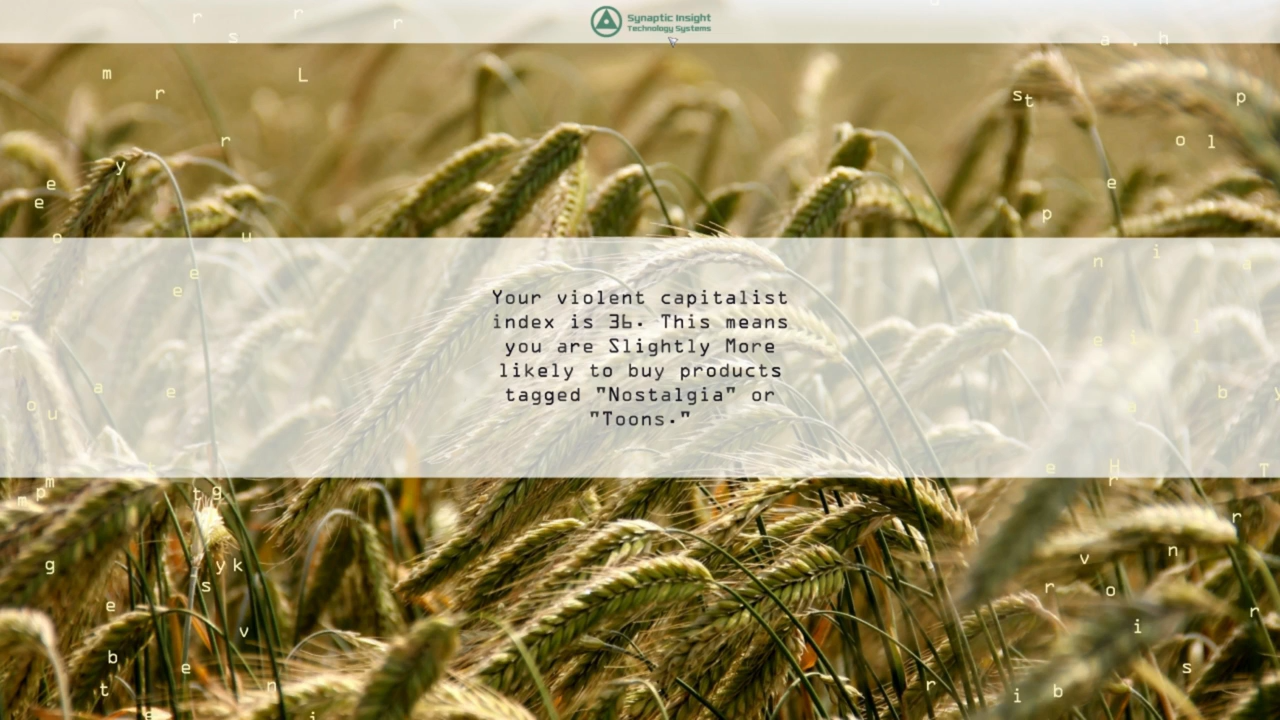 Synaptic Insight
Technology Systems
Your violent capitalist
index is 36. This means
you are Slightly More
likely to buy products
tagged "Nostalgia" or
"Toons."